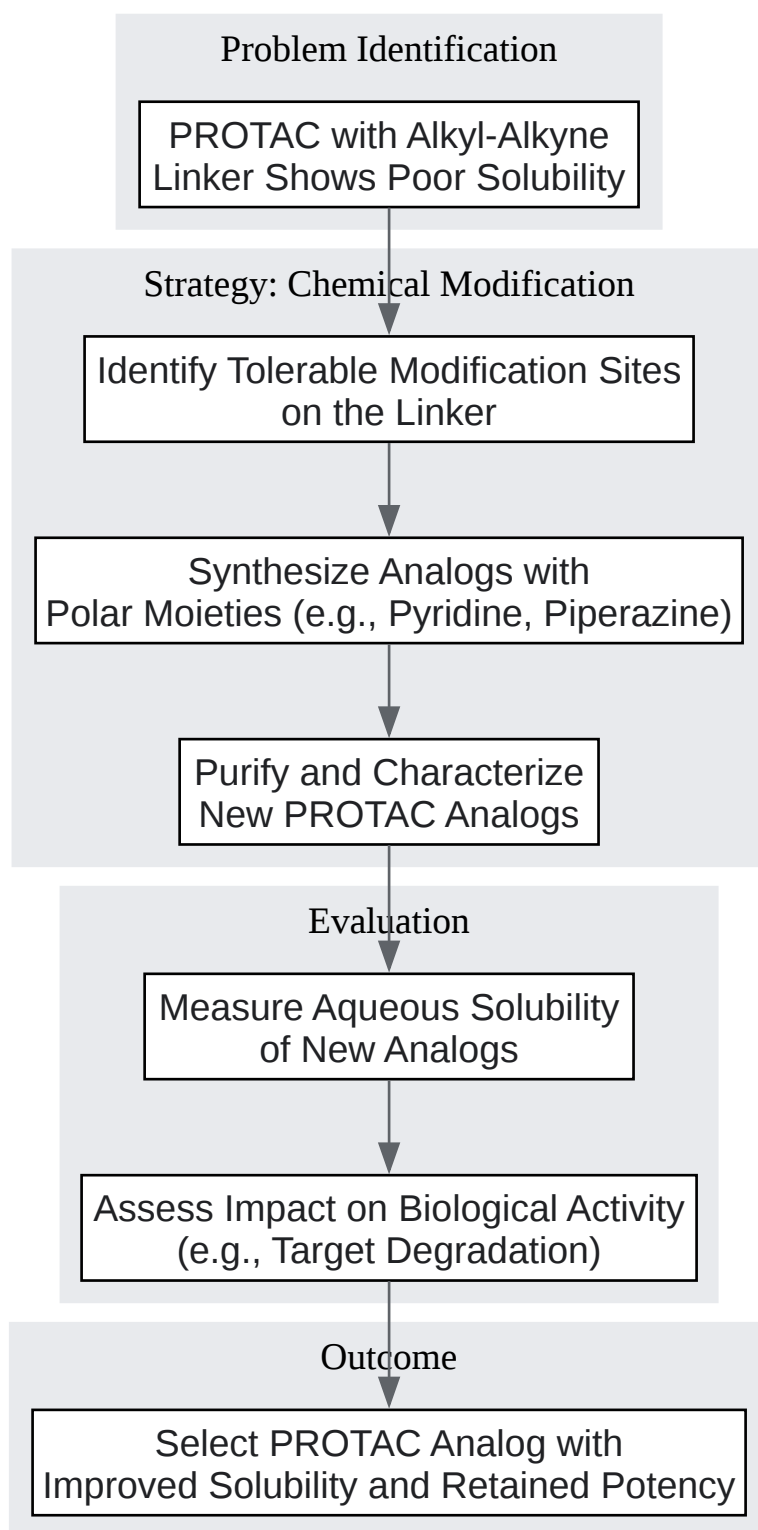 Problem Identification
PROTAC with Alkyl-Alkyne
Linker Shows Poor Solubility
Strategy: Chemical Modification
Identify Tolerable Modification Sites
on the Linker
Synthesize Analogs with
Polar Moieties (e.g., Pyridine, Piperazine)
Purify and Characterize
New PROTAC Analogs
Evaluation
Measure Aqueous Solubility
of New Analogs
Assess Impact on Biological Activity
(e.g., Target Degradation)
Outcome
Select PROTAC Analog with
Improved Solubility and Retained Potency